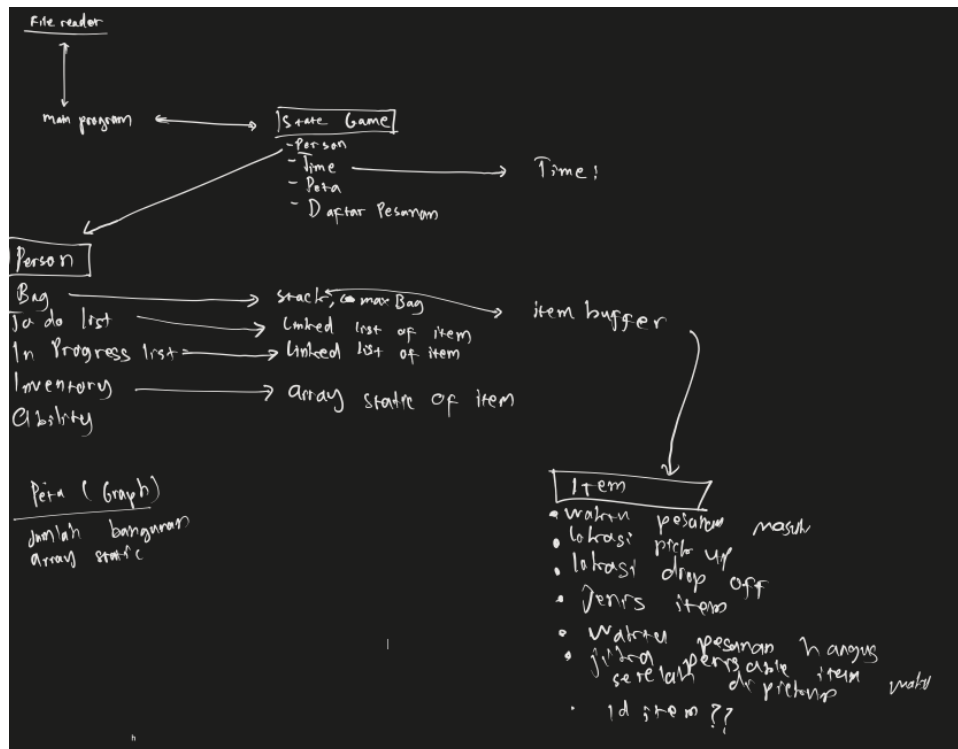 File reader
main program
State Game
- Person
- Time
- Peta
- Daftar Pesanan
Time:
Person
Bag
To do list
In Progress list
Inventory
Ability
stack, max Bag
Linked list of item
Linked list of item
array static of item
item buffer
Peta (Graph)
Jumlah bangunan
array static
Item
• waktu pesanan masuk
• lokasi pick up
• lokasi drop off
• Jenis item
• waktu pesanan hangus
• jika item
setelah di pickup
• id item ??